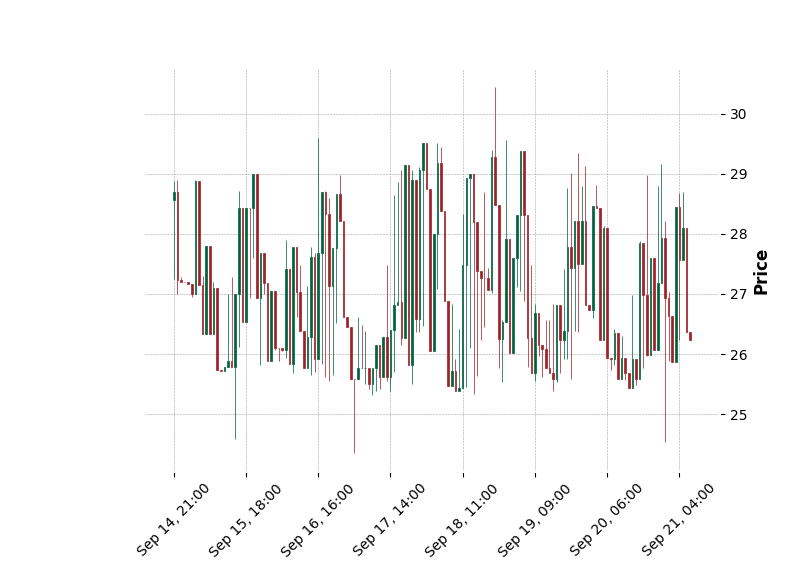 30
29
28
27
26
25
Price
Sep 14, 21:00
Sep 15, 18:00
Sep 16, 16:00
Sep 17, 14:00
Sep 18, 11:00
Sep 19, 09:00
Sep 20, 06:00
Sep 21, 04:00